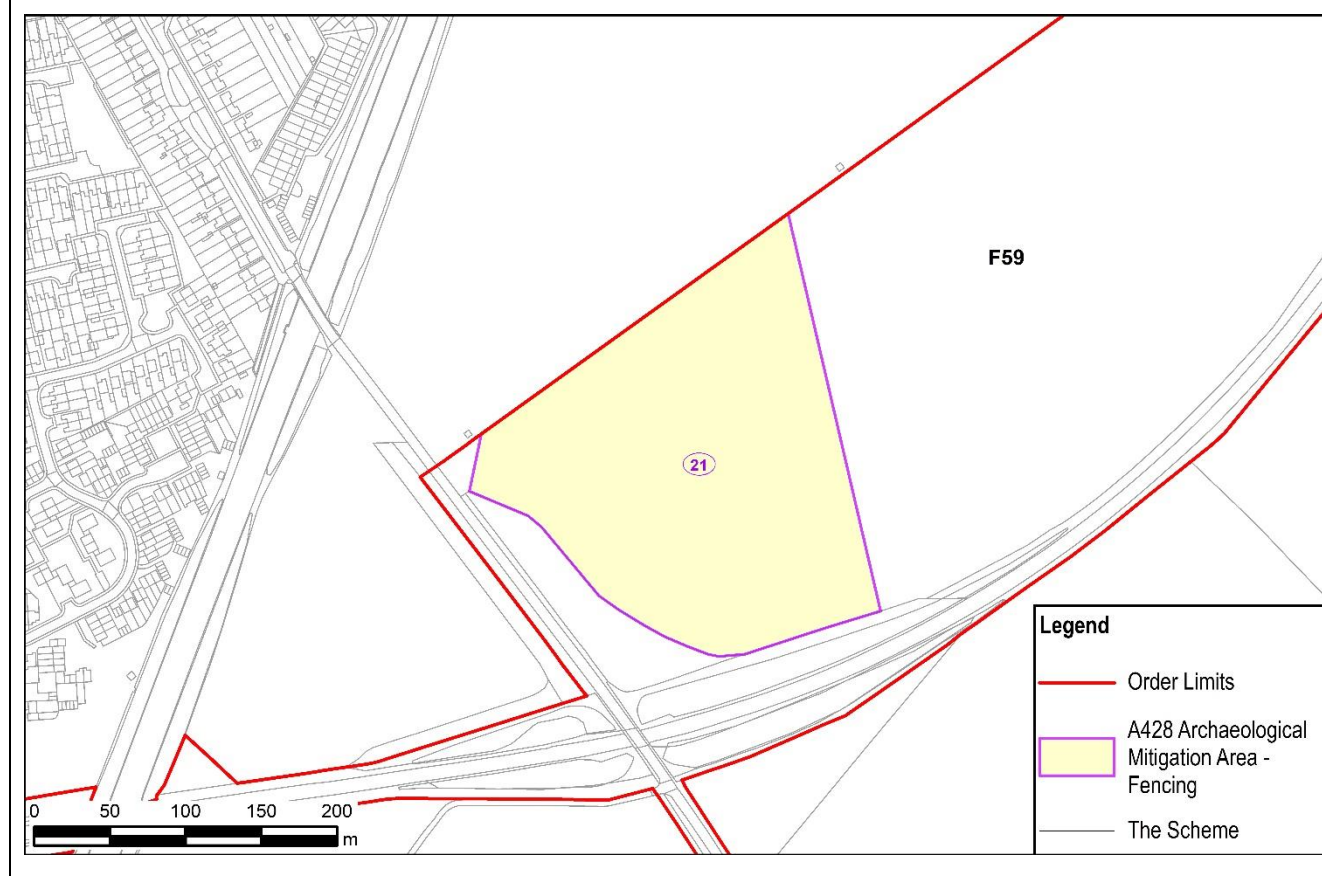 F59
21
Legend
Order Limits
A428 Archaeological
Mitigation Area -
Fencing
The Scheme
0 50 100 150 200
m